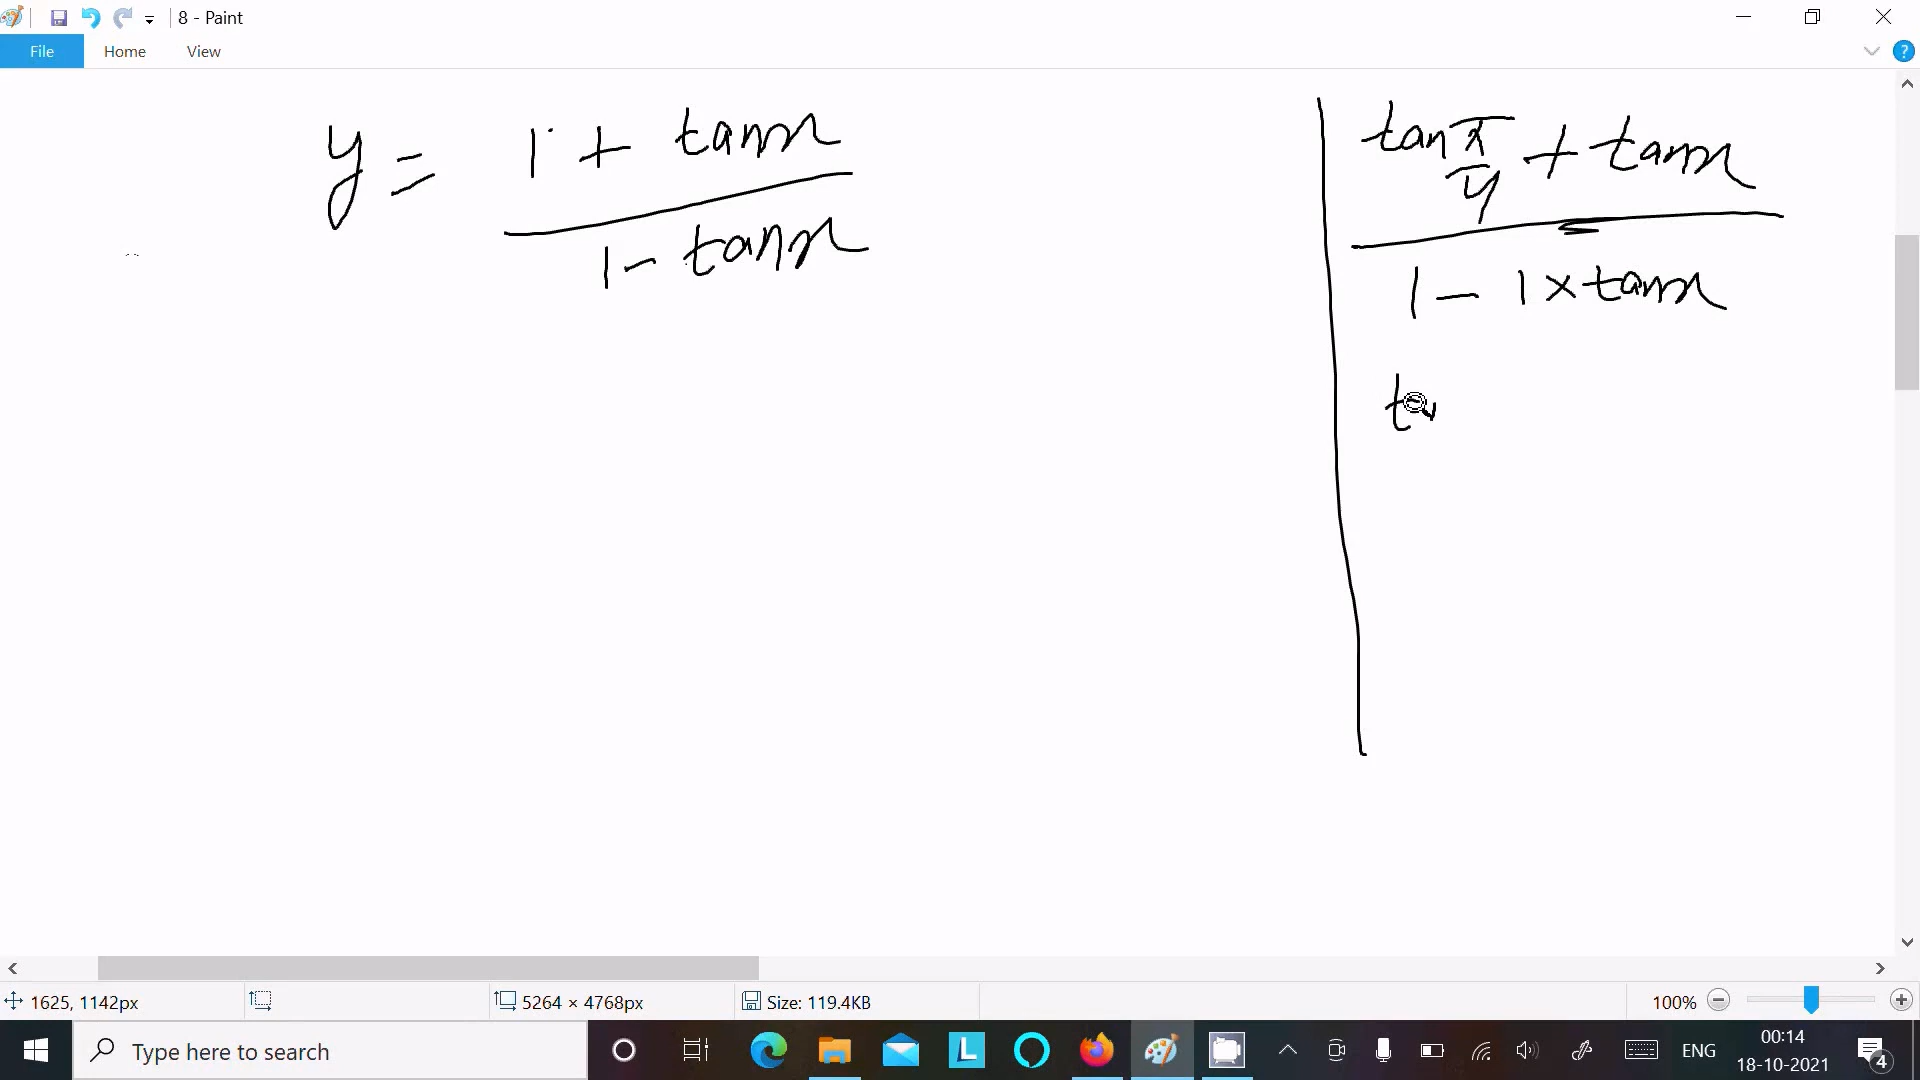 8 - Paint
File Home View
y = 1 + tanx
1 - tanx
tan π/4 + tanx
1 - 1 × tanx
1625, 1142px 5264 × 4768px Size: 119.4KB 100%
Type here to search L ENG 00:14
18-10-2021 4